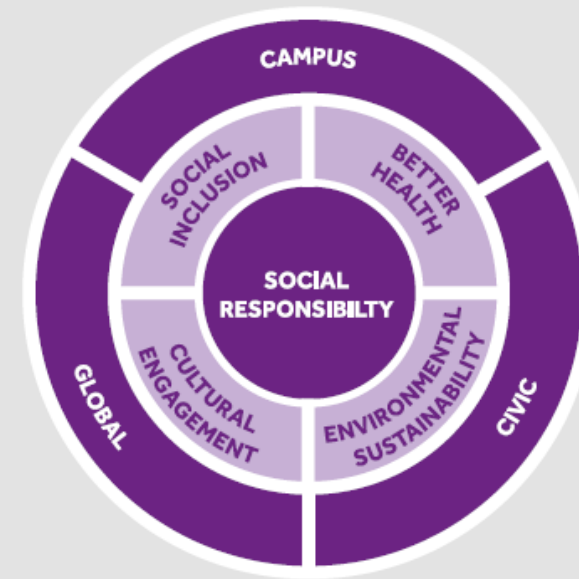 CAMPUS
SOCIAL
INCLUSION
BETTER
HEALTH
SOCIAL
RESPONSIBILTY
CULTURAL
ENGAGEMENT
ENVIRONMENTAL
SUSTAINABILITY
GLOBAL
CIVIC